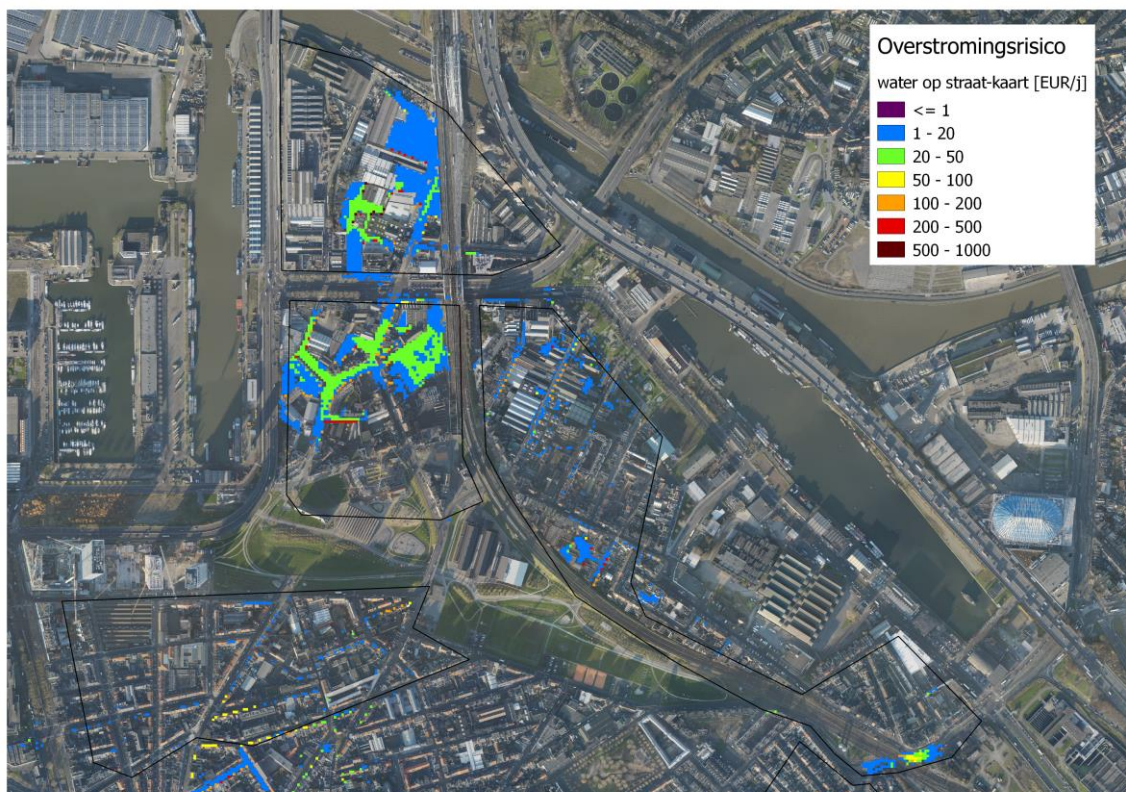 Overstromingsrisico
water op straat-kaart [EUR/j]
<= 1
1 - 20
20 - 50
50 - 100
100 - 200
200 - 500
500 - 1000